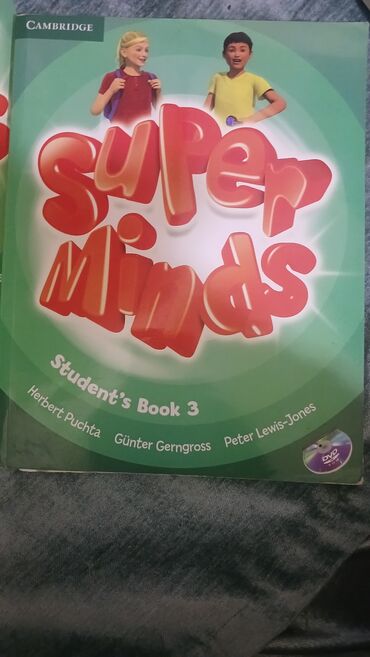 CAMBRIDGE
Super
Minds
Student's Book 3
Herbert Puchta
Günter Gerngross
Peter Lewis-Jones
DVD